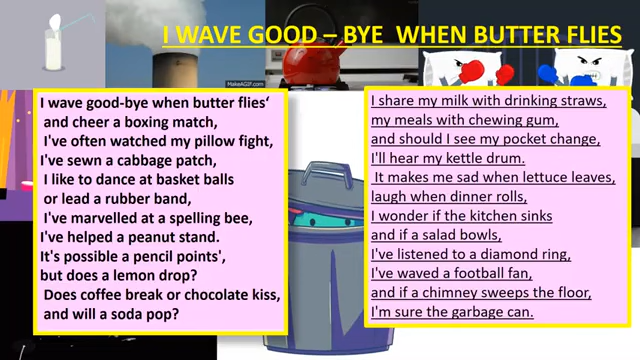 I WAVE GOOD – BYE WHEN BUTTER FLIES
MakeAGIF.com
I wave good-bye when butter flies‘
and cheer a boxing match,
I've often watched my pillow fight,
I've sewn a cabbage patch,
I like to dance at basket balls
or lead a rubber band,
I've marvelled at a spelling bee,
I've helped a peanut stand.
It's possible a pencil points',
but does a lemon drop?
Does coffee break or chocolate kiss,
and will a soda pop?
I share my milk with drinking straws,
my meals with chewing gum,
and should I see my pocket change,
I'll hear my kettle drum.
It makes me sad when lettuce leaves,
laugh when dinner rolls,
I wonder if the kitchen sinks
and if a salad bowls,
I've listened to a diamond ring,
I've waved a football fan,
and if a chimney sweeps the floor,
I'm sure the garbage can.